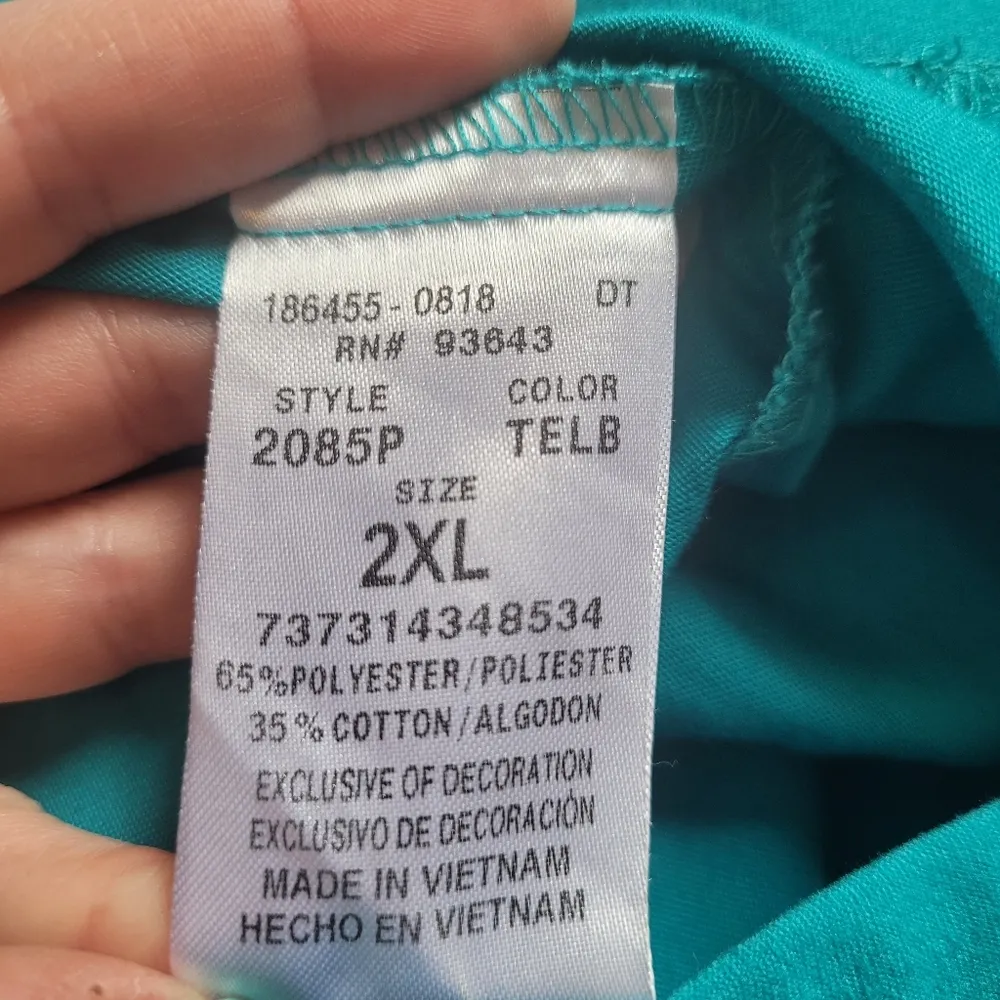 186455-0818 DT
RN# 93643
STYLE COLOR
2085P TELB
SIZE
2XL
737314348534
65%POLYESTER/POLIESTER
35%COTTON/ALGODON
EXCLUSIVE OF DECORATION
EXCLUSIVO DE DECORACIÓN
MADE IN VIETNAM
HECHO EN VIETNAM